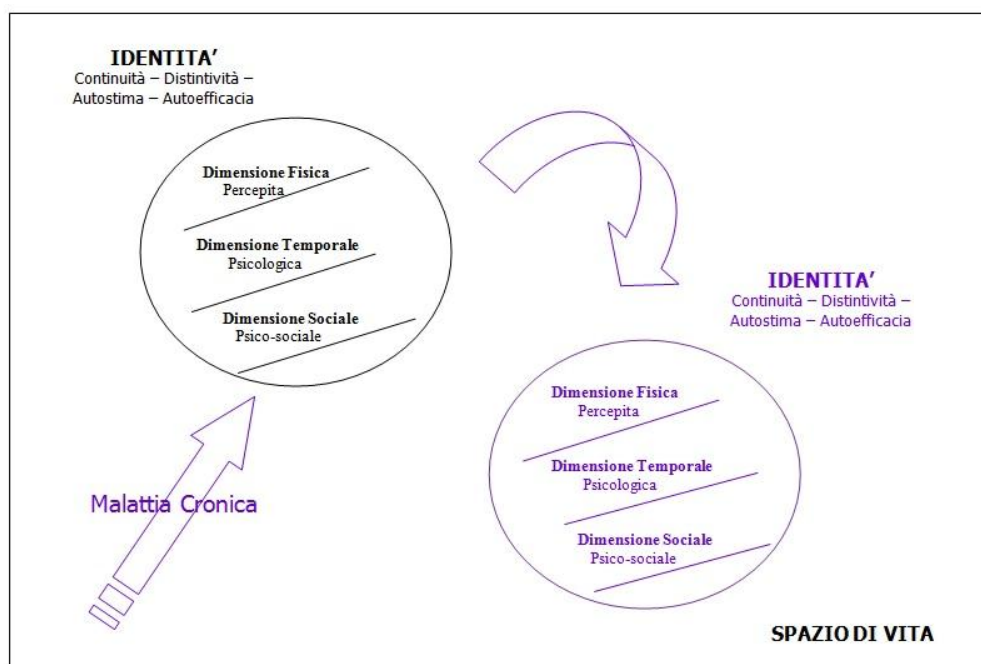 IDENTITA’
Continuità – Distintività –
Autostima – Autoefficacia
Dimensione Fisica
Percepita
Dimensione Temporale
Psicologica
Dimensione Sociale
Psico-sociale
Malattia Cronica
IDENTITA’
Continuità – Distintività –
Autostima – Autoefficacia
Dimensione Fisica
Percepita
Dimensione Temporale
Psicologica
Dimensione Sociale
Psico-sociale
SPAZIO DI VITA